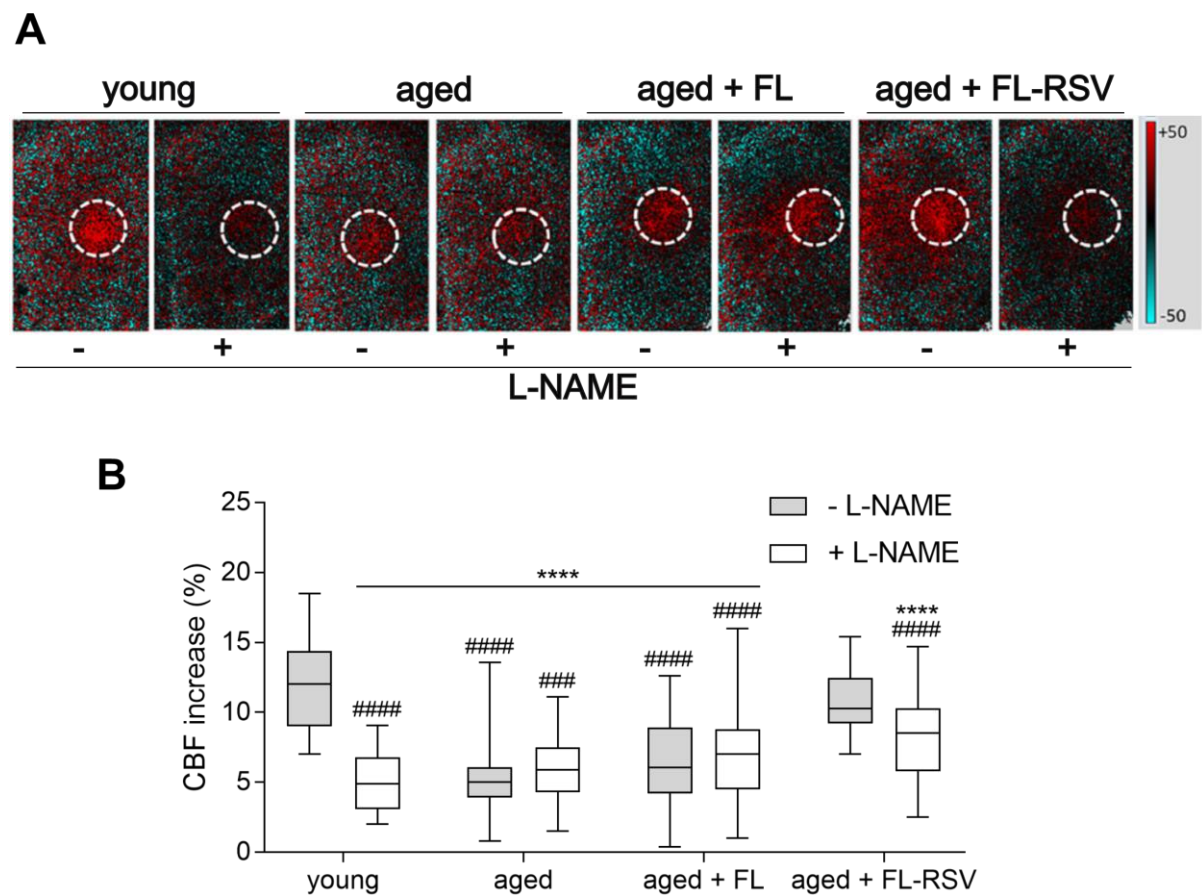 A
young aged aged + FL aged + FL-RSV
+50
-50
- + - + - + - +
L-NAME
B
25
20
15
10
5
0
CBF increase (%)
- L-NAME
+ L-NAME
****
#### #### ### #### #### **** ####
young aged aged + FL aged + FL-RSV